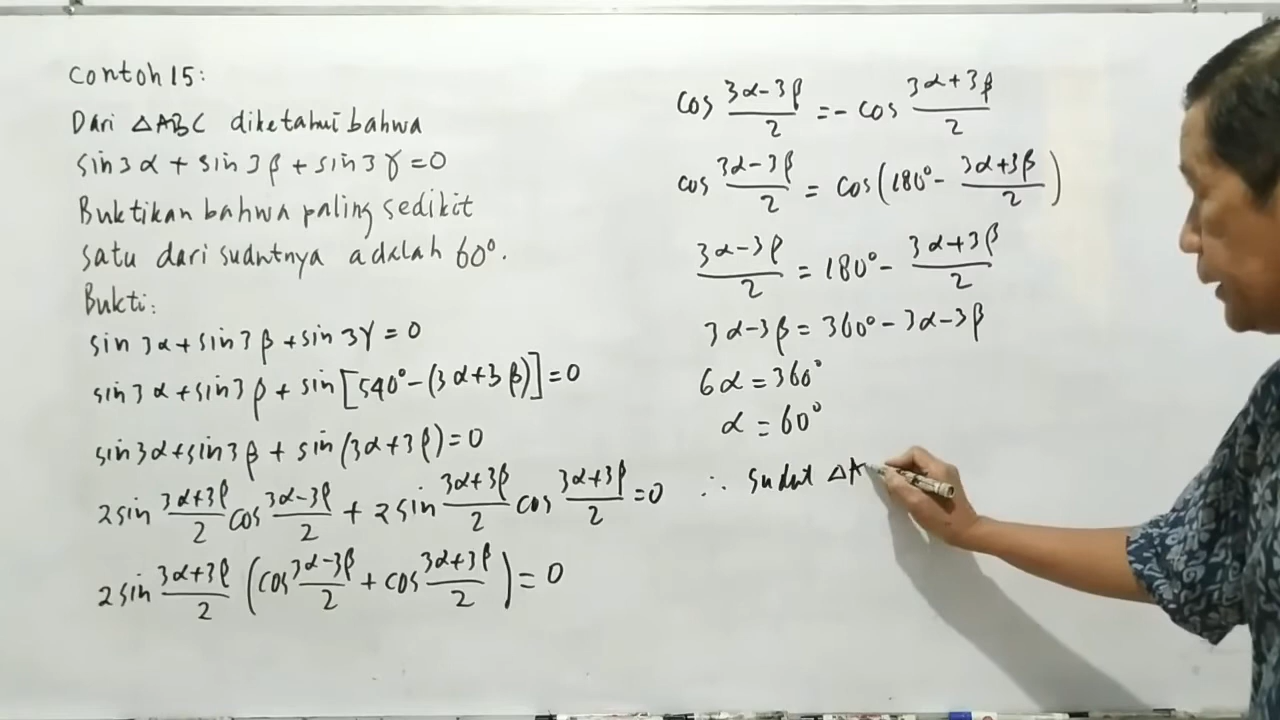 Contoh 15:
Dari △ABC diketahui bahwa
sin 3α + sin 3β + sin 3γ = 0
Buktikan bahwa paling sedikit
satu dari sudutnya adalah 60°.
Bukti:
sin 3α + sin 3β + sin 3γ = 0
sin 3α + sin 3β + sin [540° - (3α + 3β)] = 0
sin 3α + sin 3β + sin (3α + 3β) = 0
2 sin (3α+3β)/2 cos (3α-3β)/2 + 2 sin (3α+3β)/2 cos (3α+3β)/2 = 0
2 sin (3α+3β)/2 (cos (3α-3β)/2 + cos (3α+3β)/2) = 0
cos (3α-3β)/2 = - cos (3α+3β)/2
cos (3α-3β)/2 = cos (180° - (3α+3β)/2)
(3α-3β)/2 = 180° - (3α+3β)/2
3α - 3β = 360° - 3α - 3β
6α = 360°
α = 60°
∴ sudut △A